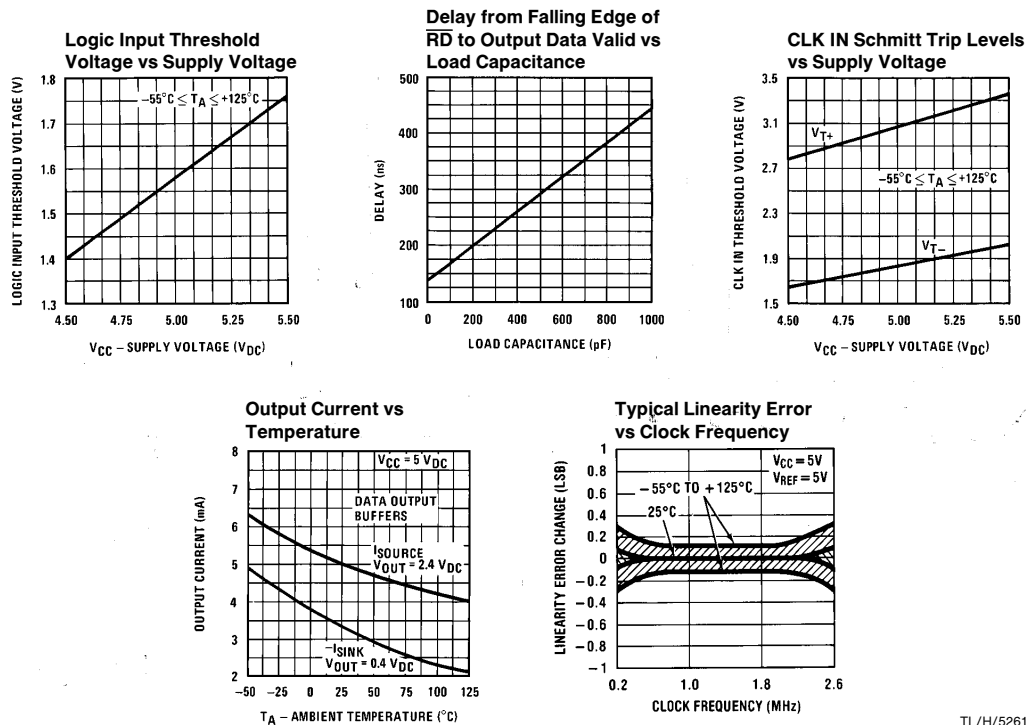 Logic Input Threshold
Voltage vs Supply Voltage
LOGIC INPUT THRESHOLD VOLTAGE (V)
1.8
1.7
1.6
1.5
1.4
1.3
−55°C ≤ TA ≤ +125°C
4.50 4.75 5.00 5.25 5.50
VCC – SUPPLY VOLTAGE (VDC)
Delay from Falling Edge of
RD to Output Data Valid vs
Load Capacitance
DELAY (ns)
500
400
300
200
100
0 200 400 600 800 1000
LOAD CAPACITANCE (pF)
CLK IN Schmitt Trip Levels
vs Supply Voltage
CLK IN THRESHOLD VOLTAGE (V)
3.5
3.1
2.7
2.3
1.9
1.5
VT+
−55°C ≤ TA ≤ +125°C
VT−
4.50 4.75 5.00 5.25 5.50
VCC – SUPPLY VOLTAGE (VDC)
Output Current vs
Temperature
OUTPUT CURRENT (mA)
8
7
6
5
4
3
2
VCC = 5 VDC
DATA OUTPUT
BUFFERS
ISOURCE
VOUT = 2.4 VDC
−ISINK
VOUT = 0.4 VDC
−50 −25 0 25 50 75 100 125
TA – AMBIENT TEMPERATURE (°C)
Typical Linearity Error
vs Clock Frequency
LINEARITY ERROR CHANGE (LSB)
1
0.8
0.6
0.4
0.2
0
−0.2
−0.4
−0.6
−0.8
−1
VCC = 5V
VREF = 5V
−55°C TO +125°C
25°C
0.2 1.0 1.8 2.6
CLOCK FREQUENCY (MHz)
TL/H/5261